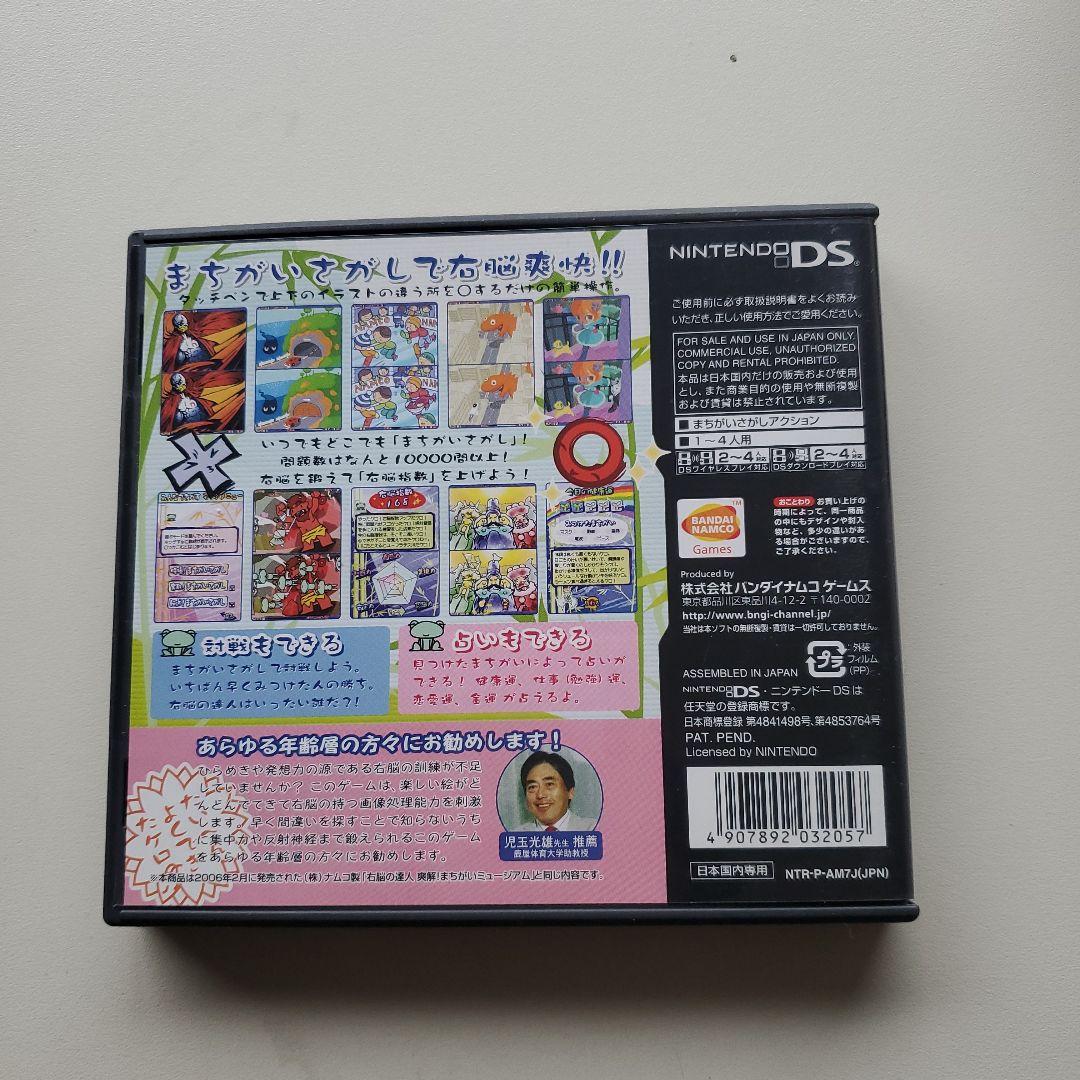 まちがいさがしで右脳爽快!!
タッチペンで上下のイラストの違う所を○するだけの簡単操作。
NAMCO
いつでもどこでも「まちがいさがし」!
問題数はなんと10000問以上!
右脳を鍛えて「右脳指数」を上げよう!
右脳指数
168
今日の健康運
対戦もできる
まちがいさがしで対戦しよう。
いちばん早くみつけた人の勝ち。
右脳の達人はいったい誰だ?!
占いもできる
見つけたまちがいによって占いが
できる! 健康運、仕事(勉強)運、
恋愛運、金運が占えるよ。
あらゆる年齢層の方々にお勧めします!
ひらめきや発想力の源である右脳の訓練が不足
していませんか? このゲームは、楽しい絵がど
んどんでてきて右脳の持つ画像処理能力を刺激
します。早く間違いを探すことで知らないうち
に集中力や反射神経まで鍛えられるこのゲーム
をあらゆる年齢層の方々にお勧めします。
児玉光雄先生 推薦
鹿屋体育大学助教授
※本商品は2006年2月に発売された(株)ナムコ製「右脳の達人 爽解!まちがいミュージアム」と同じ内容です。
NINTENDO DS
ご使用前に必ず取扱説明書をよくお読み
いただき、正しい使用方法でご愛用ください。
FOR SALE AND USE IN JAPAN ONLY.
COMMERCIAL USE, UNAUTHORIZED
COPY AND RENTAL PROHIBITED.
本品は日本国内だけの販売および使用
とし、また商業目的の使用や無断複製
および賃貸は禁止されています。
■ まちがいさがしアクション
■ 1〜4人用
2〜4人対応 DSワイヤレスプレイ対応
2〜4人対応 DSダウンロードプレイ対応
BANDAI NAMCO Games
TM
おことわり お買い上げの
時期によって、同一商品
の中にもデザインや封入
物など、多少の違いがあ
る場合がございますので、
ご了承ください。
Produced by
株式会社 バンダイナムコ ゲームス
東京都品川区東品川4-12-2 〒140-0002
http://www.bngi-channel.jp/
当社は本ソフトの無断複製・賃貸は一切許可しておりません。
ASSEMBLED IN JAPAN
プラ
外装
フィルム
(PP)
NINTENDO DS・ニンテンドーDSは
任天堂の登録商標です。
日本商標登録 第4841498号、第4853764号
PAT. PEND.
Licensed by NINTENDO
4 907892 032057
日本国内専用
NTR-P-AM7J(JPN)